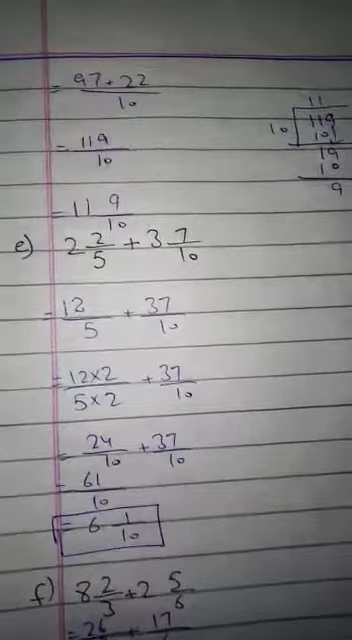 = 97+22/10
= 119/10
11
10 119
10↓
19
10
9
= 11 9/10
e) 2 2/5 + 3 7/10
= 12/5 + 37/10
= 12×2/5×2 + 37/10
= 24/10 + 37/10
= 61/10
= 6 1/10
f) 8 2/3 + 2 5/6
= 26 + 17